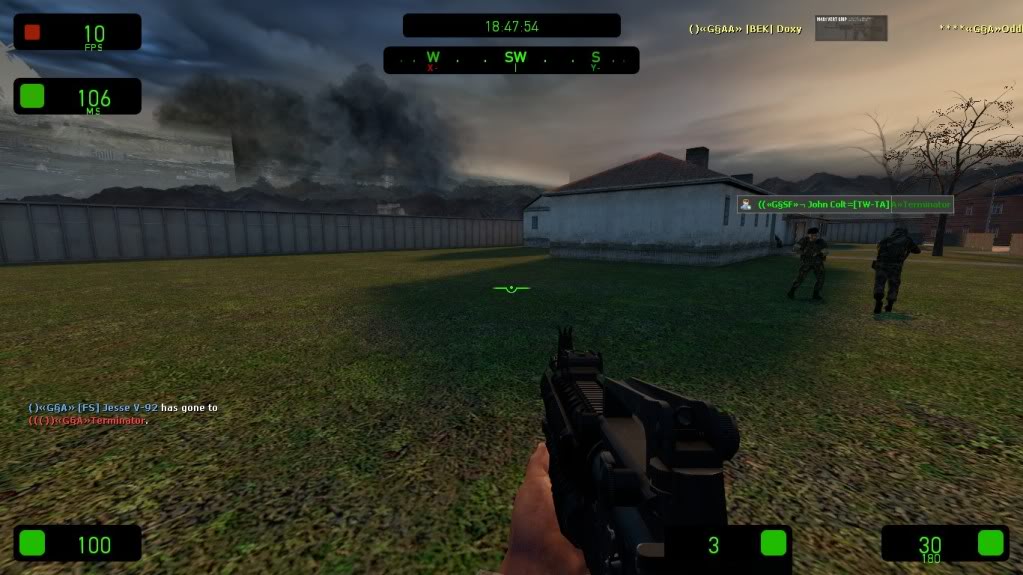 10
FPS
18:47:54
()«G§AA» [BEK] Doxy
****«G§A»Oddl
. . W . . SW . . S . .
X- Y-
106
MS
((«G§SF» ¬ John Colt =[TW-TA] A»Terminator
()«G§A» [FS] Jesse V-92 has gone to
((()))«G§A»Terminator.
100
3
30
180